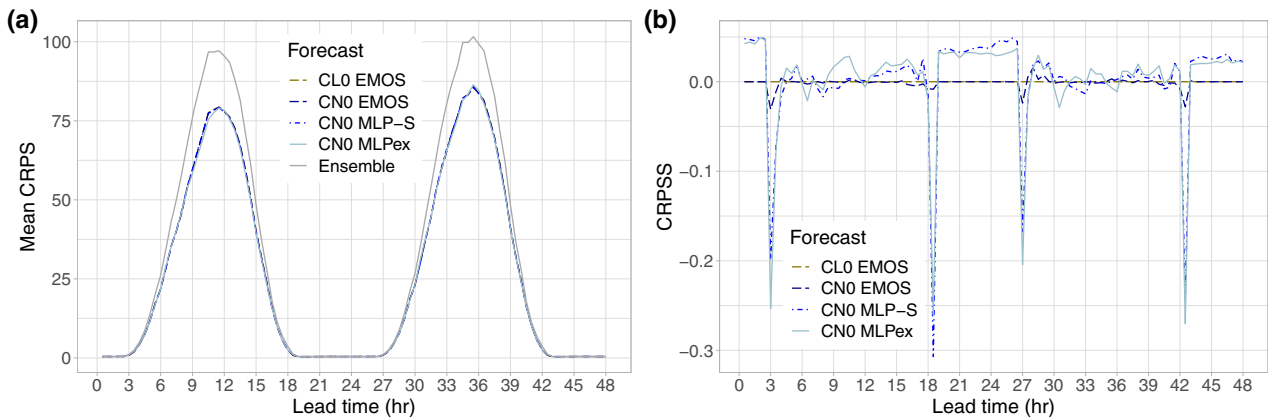 (a)
Mean CRPS
100
75
50
25
0
Forecast
CL0 EMOS
CN0 EMOS
CN0 MLP−S
CN0 MLPex
Ensemble
0 3 6 9 12 15 18 21 24 27 30 33 36 39 42 45 48
Lead time (hr)
(b)
CRPSS
0.0
−0.1
−0.2
−0.3
Forecast
CL0 EMOS
CN0 EMOS
CN0 MLP−S
CN0 MLPex
0 3 6 9 12 15 18 21 24 27 30 33 36 39 42 45 48
Lead time (hr)